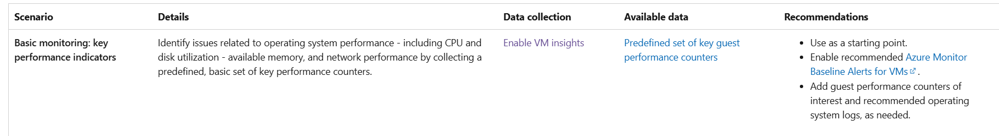 Scenario
Details
Data collection
Available data
Recommendations
Basic monitoring: key
performance indicators
Identify issues related to operating system performance - including CPU and
disk utilization - available memory, and network performance by collecting a
predefined, basic set of key performance counters.
Enable VM insights
Predefined set of key guest
performance counters
• Use as a starting point.
• Enable recommended Azure Monitor
Baseline Alerts for VMs.
• Add guest performance counters of
interest and recommended operating
system logs, as needed.